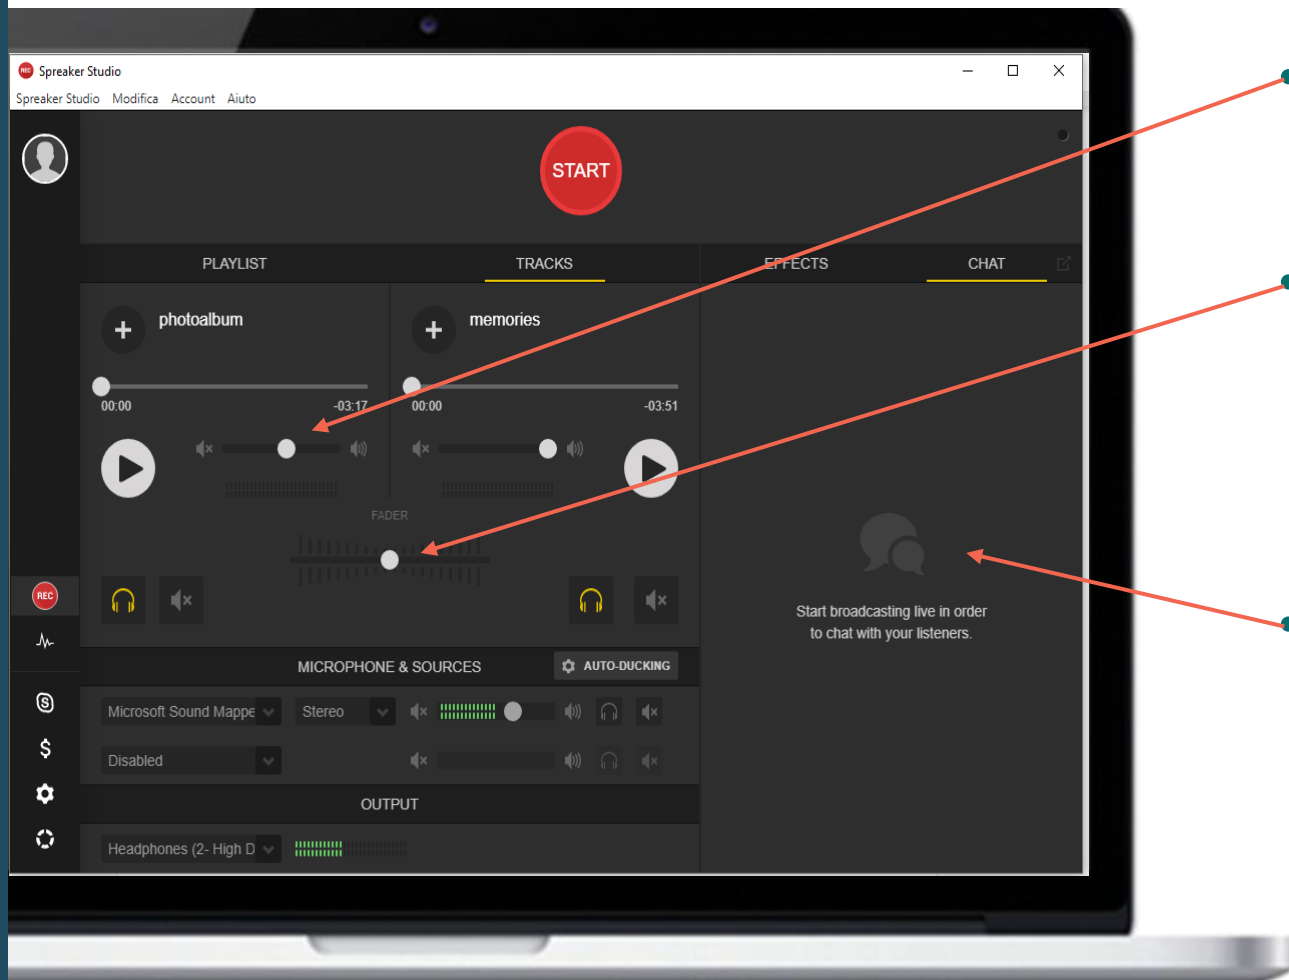 REC Spreaker Studio
Spreaker Studio Modifica Account Aiuto
START
PLAYLIST TRACKS EFFECTS CHAT
photoalbum memories
00:00 -03:17 00:00 -03:51
FADER
REC
Start broadcasting live in order
to chat with your listeners.
MICROPHONE & SOURCES AUTO-DUCKING
Microsoft Sound Mappe Stereo
Disabled
OUTPUT
Headphones (2- High D